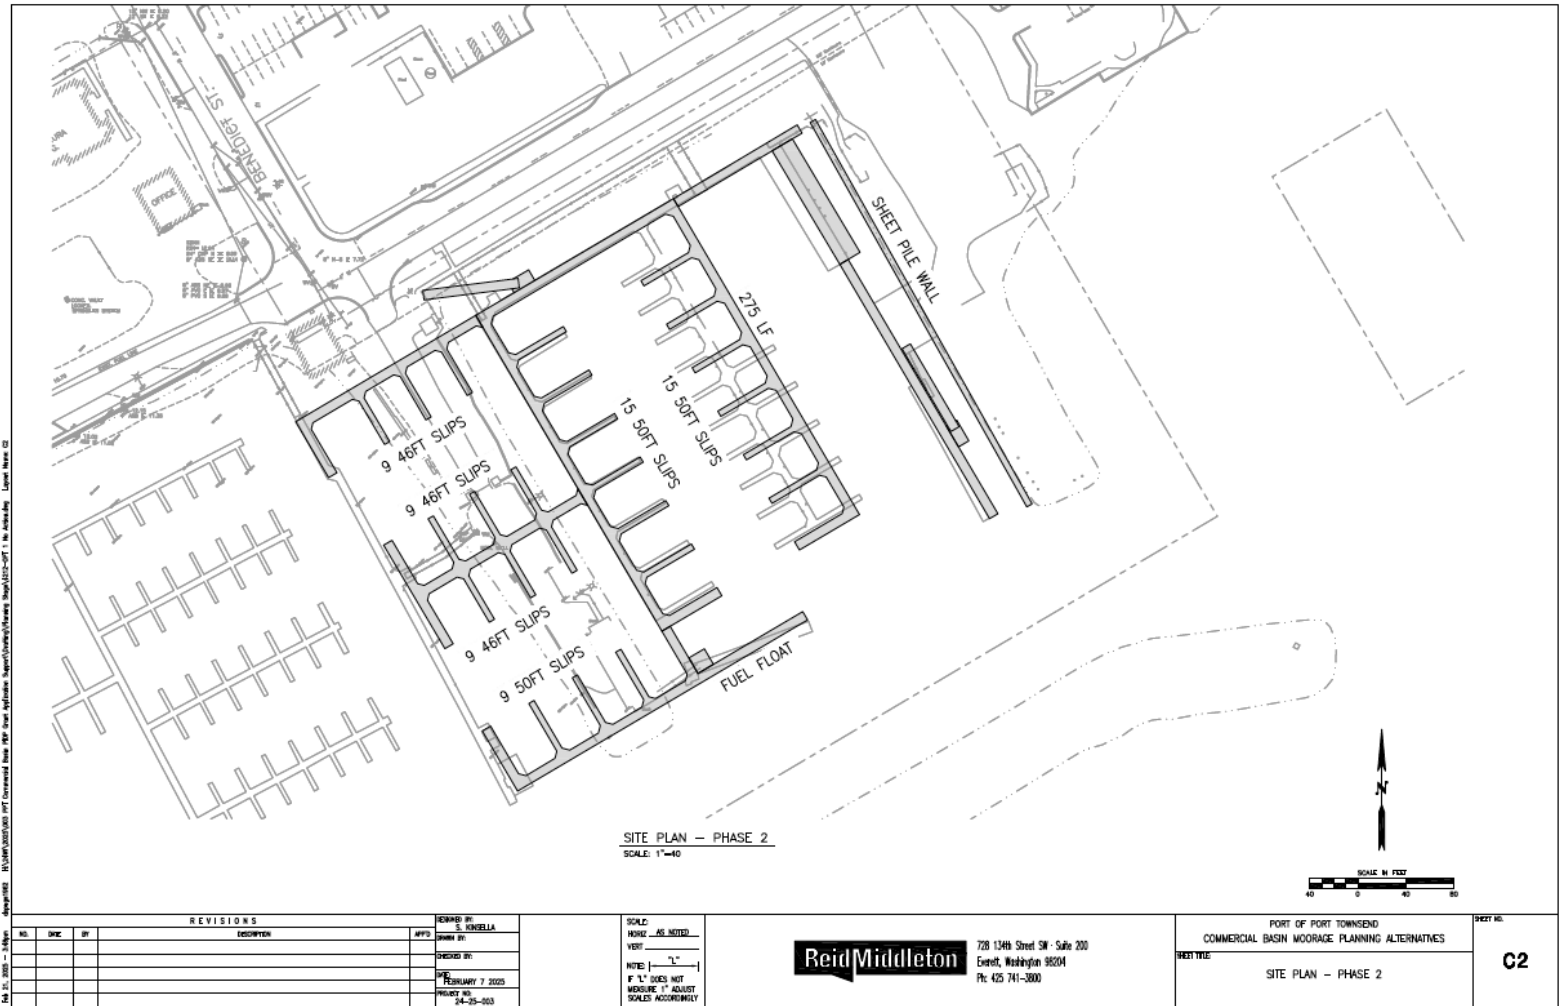 BENEDICT ST.
OFFICE
SHEET PILE WALL
275 LF
15 50FT SLIPS
15 50FT SLIPS
9 46FT SLIPS
9 46FT SLIPS
9 46FT SLIPS
9 50FT SLIPS
FUEL FLOAT
SITE PLAN – PHASE 2
SCALE: 1"=40
N
SCALE IN FEET
40 0 40 80
REVISIONS
NO. DATE BY DESCRIPTION APP'D
DESIGNED BY:
S. KINSELLA
DRAWN BY:
CHECKED BY:
DATE:
FEBRUARY 7 2025
PROJECT NO:
24-25-003
SCALE:
HORIZ AS NOTED
VERT
NOTE: "L"
IF "L" DOES NOT
MEASURE 1" ADJUST
SCALES ACCORDINGLY
ReidMiddleton
728 134th Street SW · Suite 200
Everett, Washington 98204
Ph: 425 741-3800
PORT OF PORT TOWNSEND
COMMERCIAL BASIN MOORAGE PLANNING ALTERNATIVES
SHEET TITLE:
SITE PLAN – PHASE 2
SHEET NO.
C2